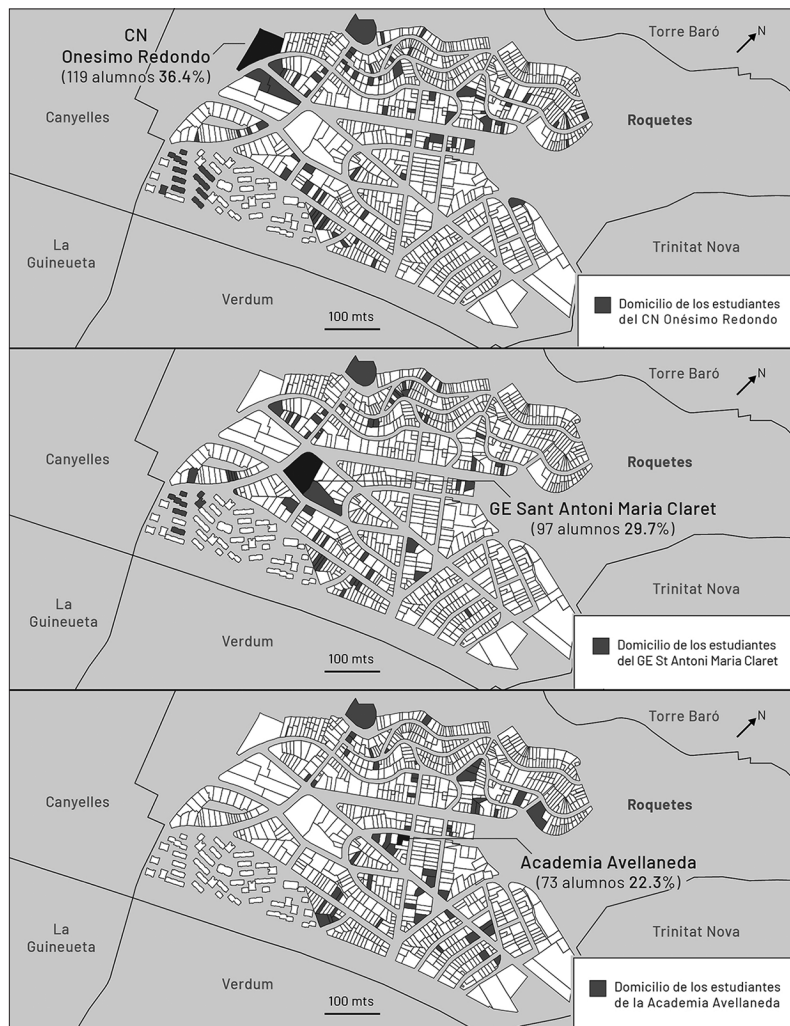 CN
Onesimo Redondo
(119 alumnos 36.4%)
Torre Baró
N
Canyelles
Roquetes
La
Guineueta
Trinitat Nova
Verdum
100 mts
Domicilio de los estudiantes
del CN Onésimo Redondo
Torre Baró
N
Canyelles
Roquetes
GE Sant Antoni Maria Claret
(97 alumnos 29.7%)
Trinitat Nova
La
Guineueta
Verdum
100 mts
Domicilio de los estudiantes
del GE St Antoni Maria Claret
Torre Baró
N
Canyelles
Roquetes
Academia Avellaneda
(73 alumnos 22.3%)
Trinitat Nova
La
Guineueta
Verdum
100 mts
Domicilio de los estudiantes
de la Academia Avellaneda